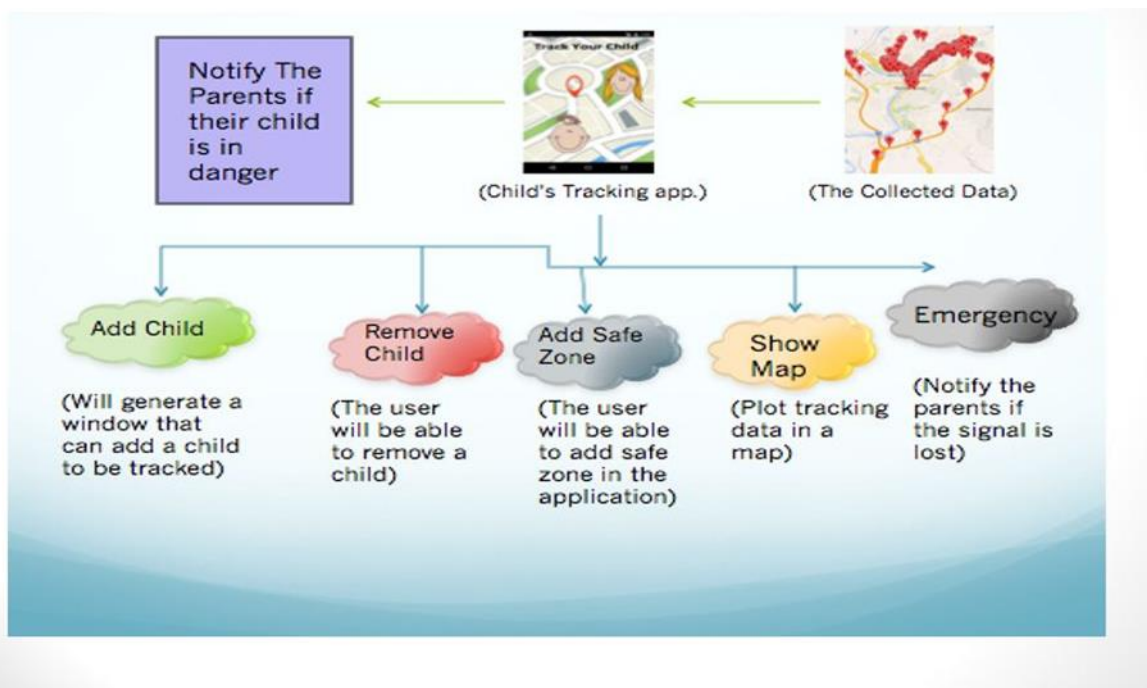 Notify The
Parents if
their child
is in
danger
Track Your Child
(Child's Tracking app.)
(The Collected Data)
Add Child
(Will generate a
window that
can add a child
to be tracked)
Remove
Child
(The user
will be able
to remove a
child)
Add Safe
Zone
(The user
will be able
to add safe
zone in the
application)
Show
Map
(Plot tracking
data in a
map)
Emergency
(Notify the
parents if
the signal is
lost)